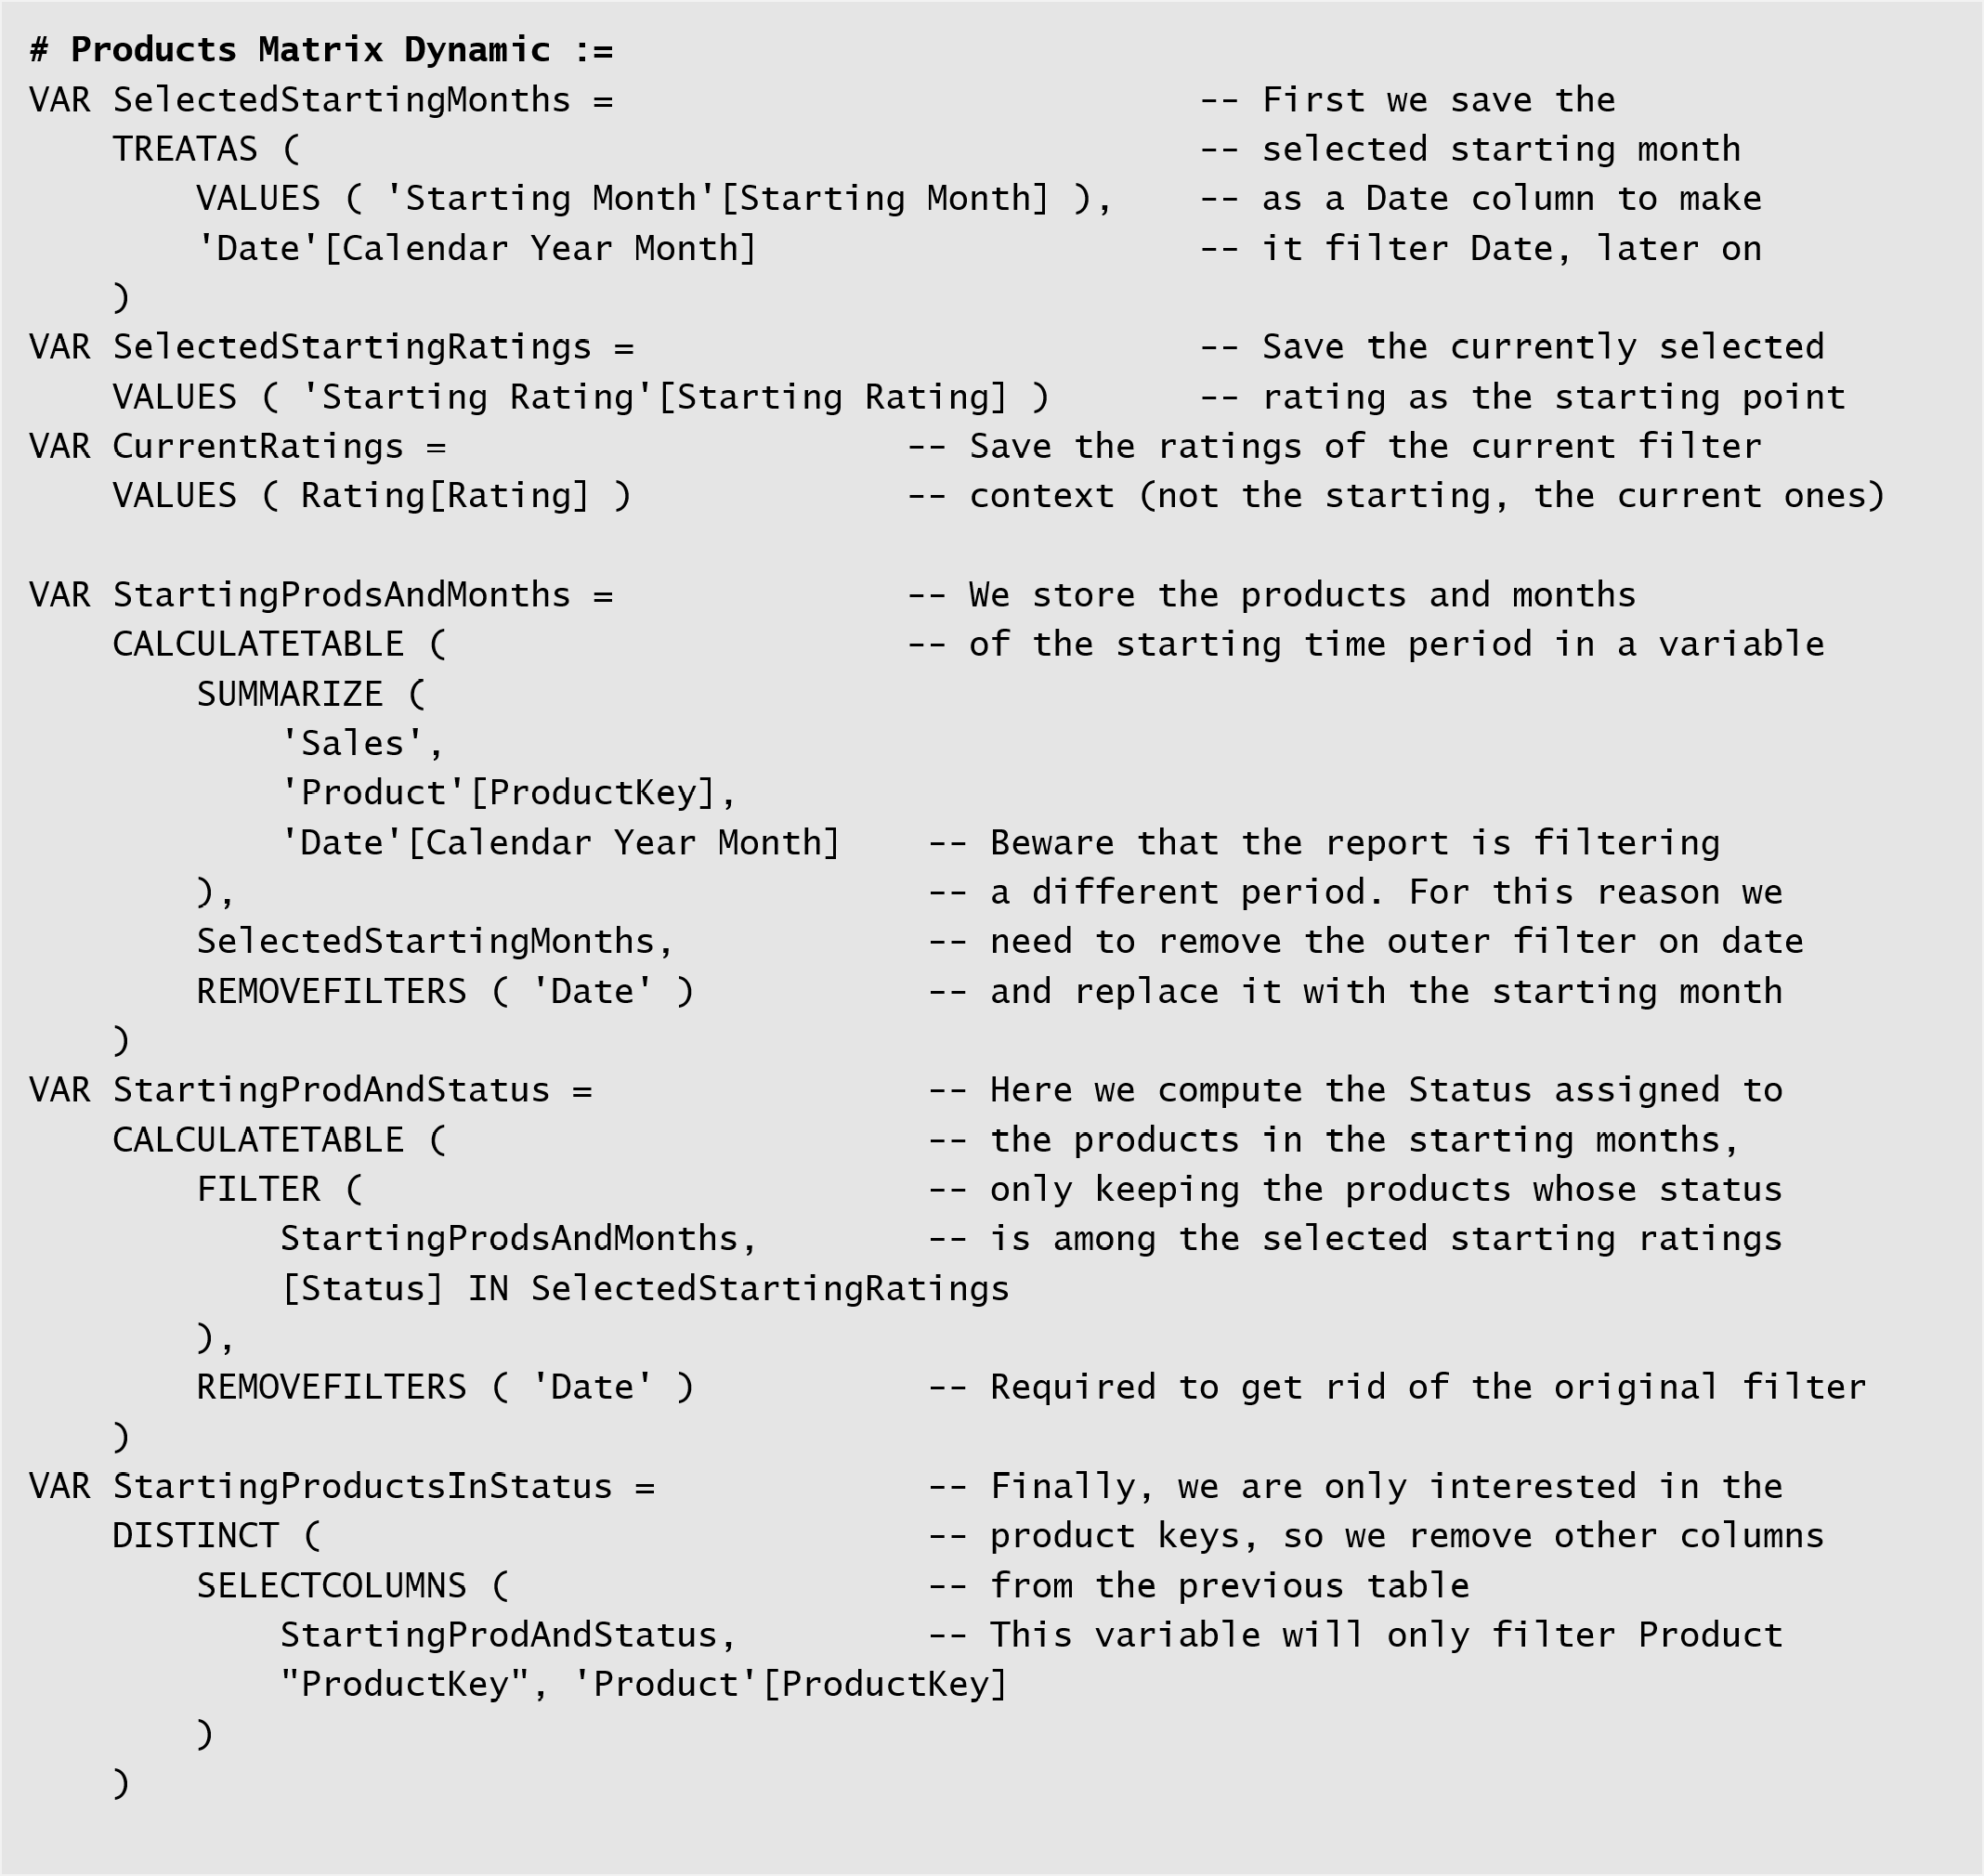 # Products Matrix Dynamic :=
VAR SelectedStartingMonths =                            -- First we save the
    TREATAS (                                           -- selected starting month
        VALUES ( 'Starting Month'[Starting Month] ),    -- as a Date column to make
        'Date'[Calendar Year Month]                     -- it filter Date, later on
    )
VAR SelectedStartingRatings =                           -- Save the currently selected
    VALUES ( 'Starting Rating'[Starting Rating] )       -- rating as the starting point
VAR CurrentRatings =                      -- Save the ratings of the current filter
    VALUES ( Rating[Rating] )             -- context (not the starting, the current ones)

VAR StartingProdsAndMonths =              -- We store the products and months
    CALCULATETABLE (                      -- of the starting time period in a variable
        SUMMARIZE (
            'Sales',
            'Product'[ProductKey],
            'Date'[Calendar Year Month]    -- Beware that the report is filtering
        ),                                 -- a different period. For this reason we
        SelectedStartingMonths,            -- need to remove the outer filter on date
        REMOVEFILTERS ( 'Date' )           -- and replace it with the starting month
    )
VAR StartingProdAndStatus =                -- Here we compute the Status assigned to
    CALCULATETABLE (                       -- the products in the starting months,
        FILTER (                           -- only keeping the products whose status
            StartingProdsAndMonths,        -- is among the selected starting ratings
            [Status] IN SelectedStartingRatings
        ),
        REMOVEFILTERS ( 'Date' )           -- Required to get rid of the original filter
    )
VAR StartingProductsInStatus =             -- Finally, we are only interested in the
    DISTINCT (                             -- product keys, so we remove other columns
        SELECTCOLUMNS (                    -- from the previous table
            StartingProdAndStatus,         -- This variable will only filter Product
            "ProductKey", 'Product'[ProductKey]
        )
    )